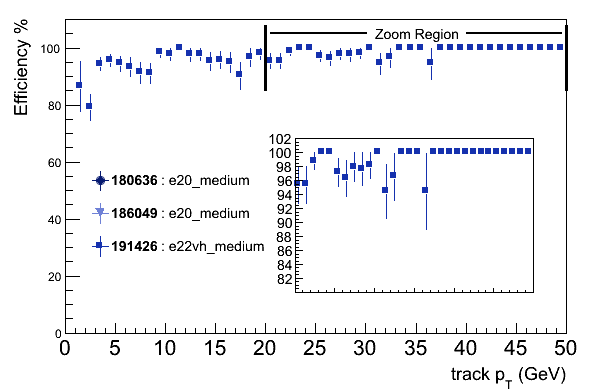 Efficiency %
100
80
60
40
20
0
Zoom Region
102
100
98
96
94
92
90
88
86
84
82
180636 : e20_medium
186049 : e20_medium
191426 : e22vh_medium
0 5 10 15 20 25 30 35 40 45 50
track pT (GeV)